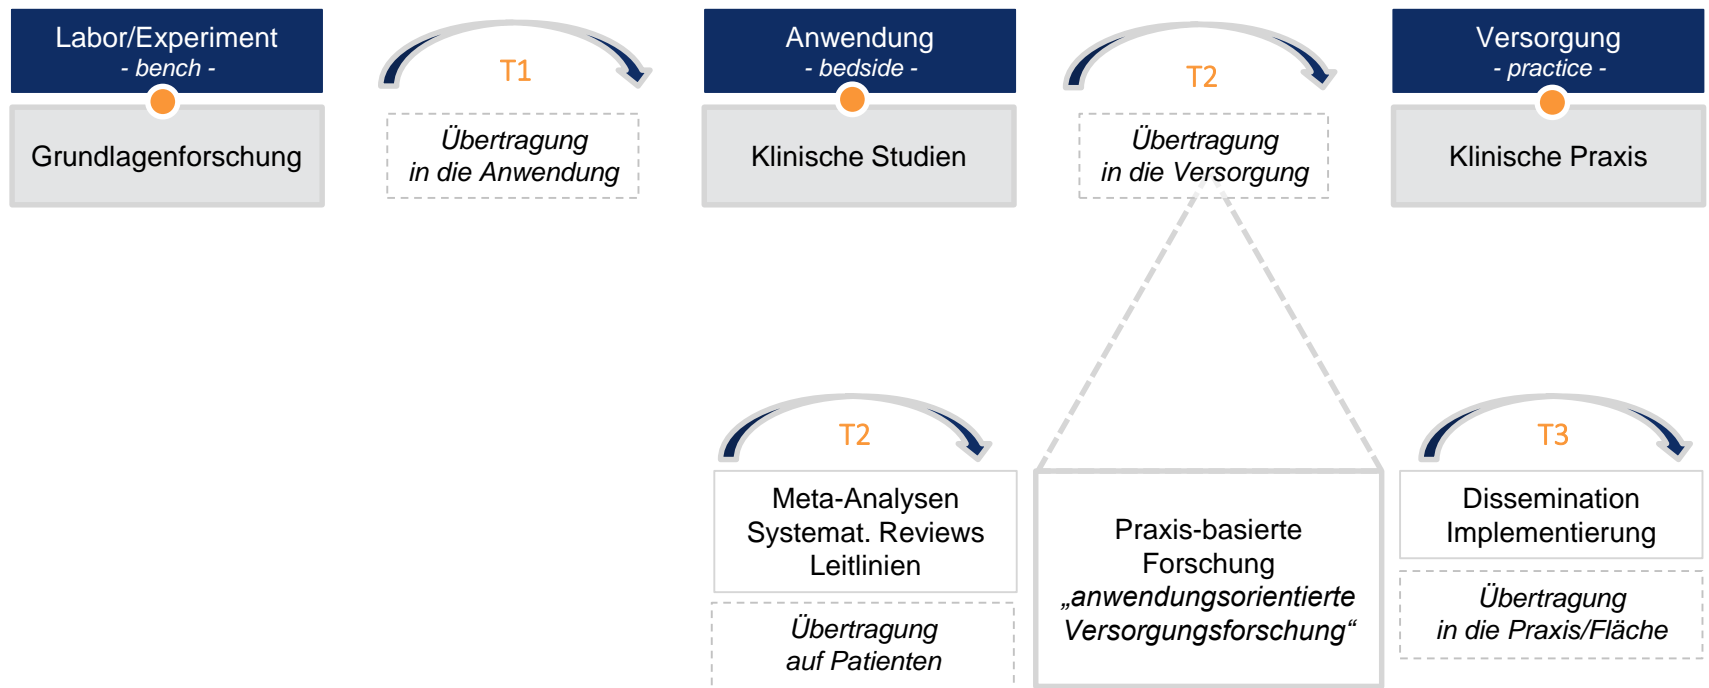 Labor/Experiment
- bench -
Grundlagenforschung
T1
Übertragung
in die Anwendung
Anwendung
- bedside -
Klinische Studien
T2
Übertragung
in die Versorgung
Versorgung
- practice -
Klinische Praxis
T2
Meta-Analysen
Systemat. Reviews
Leitlinien
Übertragung
auf Patienten
Praxis-basierte
Forschung
„anwendungsorientierte
Versorgungsforschung“
T3
Dissemination
Implementierung
Übertragung
in die Praxis/Fläche